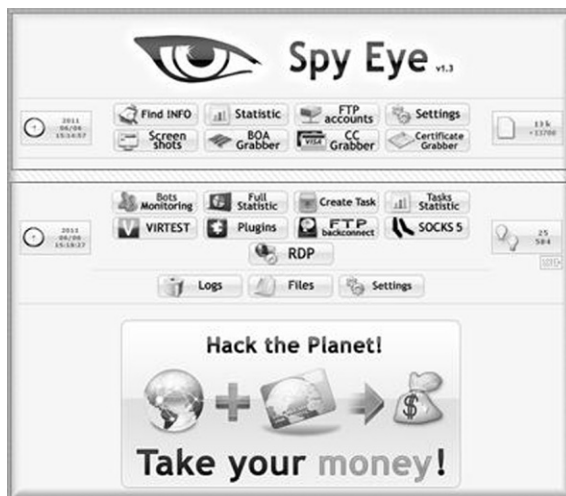 Spy Eye v1.3
2011
06/06
15:14:57
Find INFO
Statistic
FTP accounts
Settings
Screen shots
BOA Grabber
VISA
CC Grabber
Certificate Grabber
13 k
Bots Monitoring
Full Statistic
Create Task
Tasks Statistic
2011
06/06
15:18:27
VIRTEST
Plugins
FTP backconnect
SOCKS 5
25
584
RDP
Logs
Files
Settings
Hack the Planet!
Take your money!